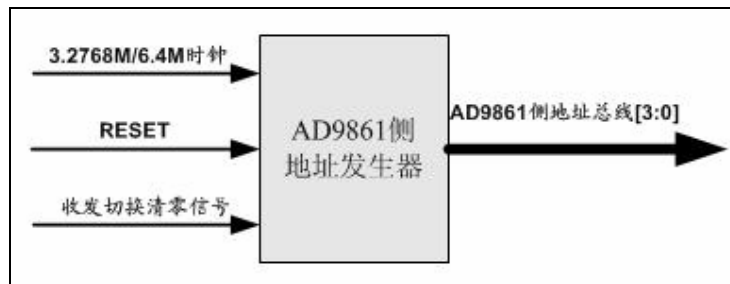 3.2768M/6.4M时钟
RESET
收发切换清零信号
AD9861侧
地址发生器
AD9861侧地址总线[3:0]